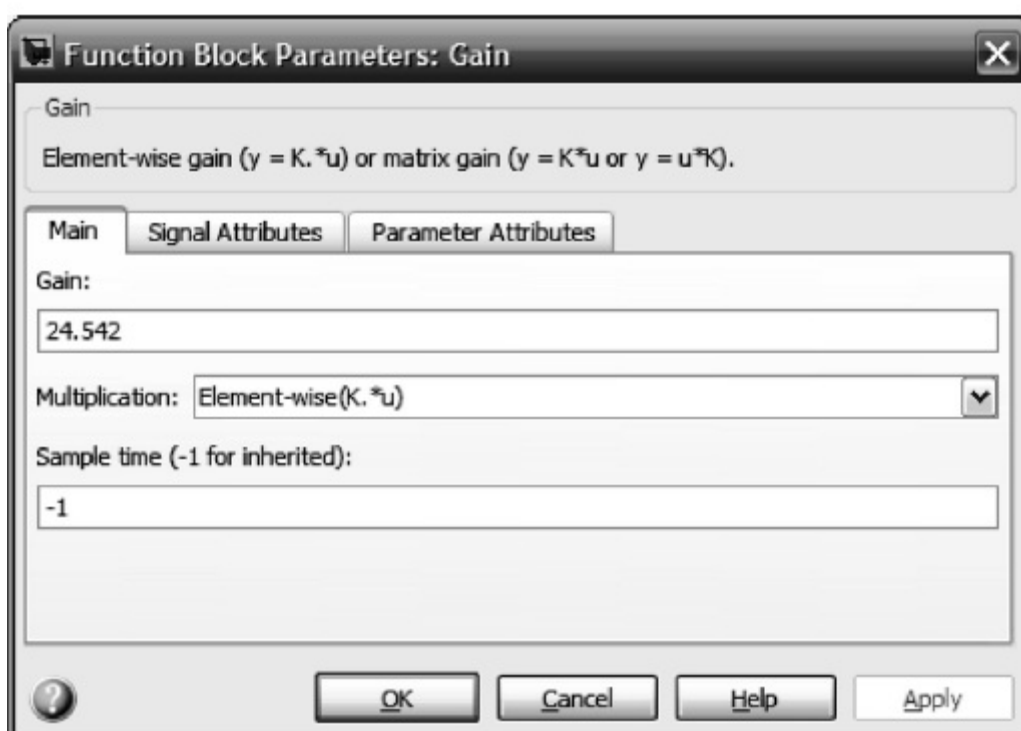 Function Block Parameters: Gain
Gain
Element-wise gain (y = K.*u) or matrix gain (y = K*u or y = u*K).
Main Signal Attributes Parameter Attributes
Gain:
24.542
Multiplication: Element-wise(K.*u)
Sample time (-1 for inherited):
-1
? OK Cancel Help Apply